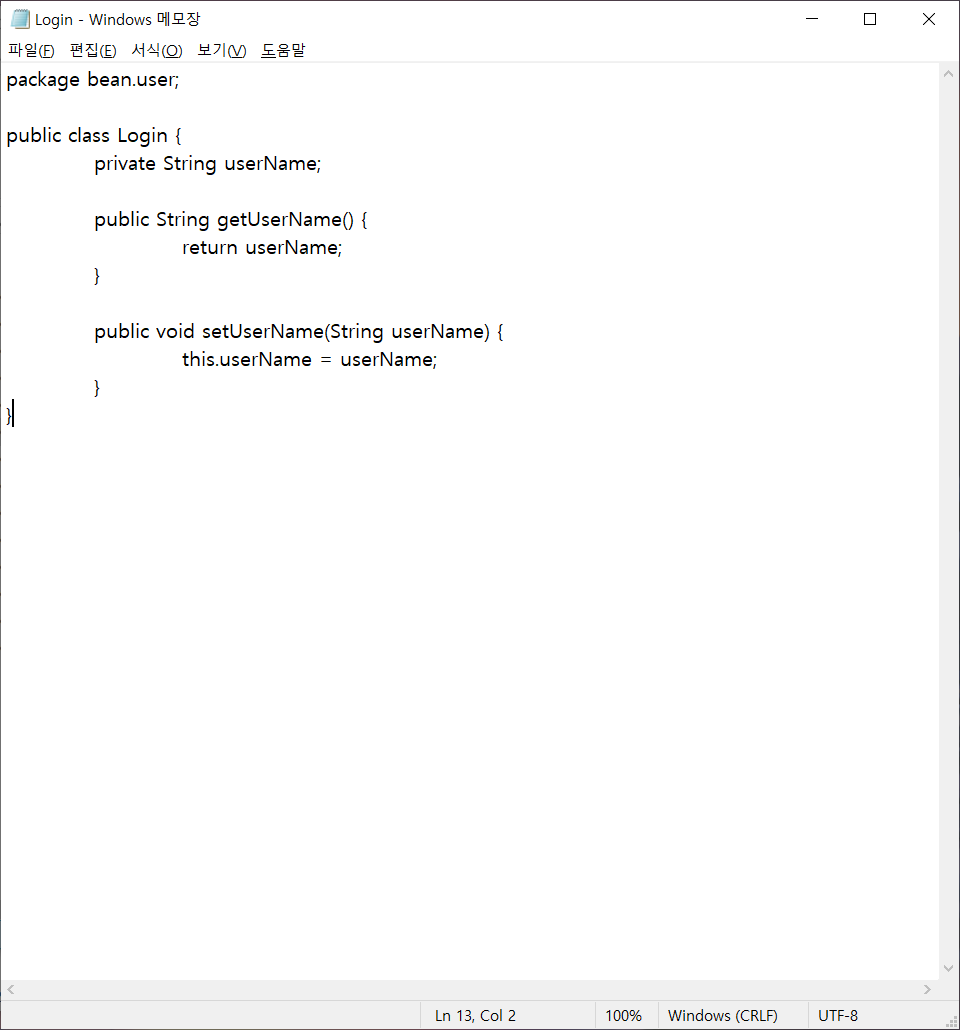 Login - Windows 메모장
파일(F) 편집(E) 서식(O) 보기(V) 도움말
package bean.user;
public class Login {
private String userName;
public String getUserName() {
return userName;
}
public void setUserName(String userName) {
this.userName = userName;
}
}
Ln 13, Col 2 100% Windows (CRLF) UTF-8